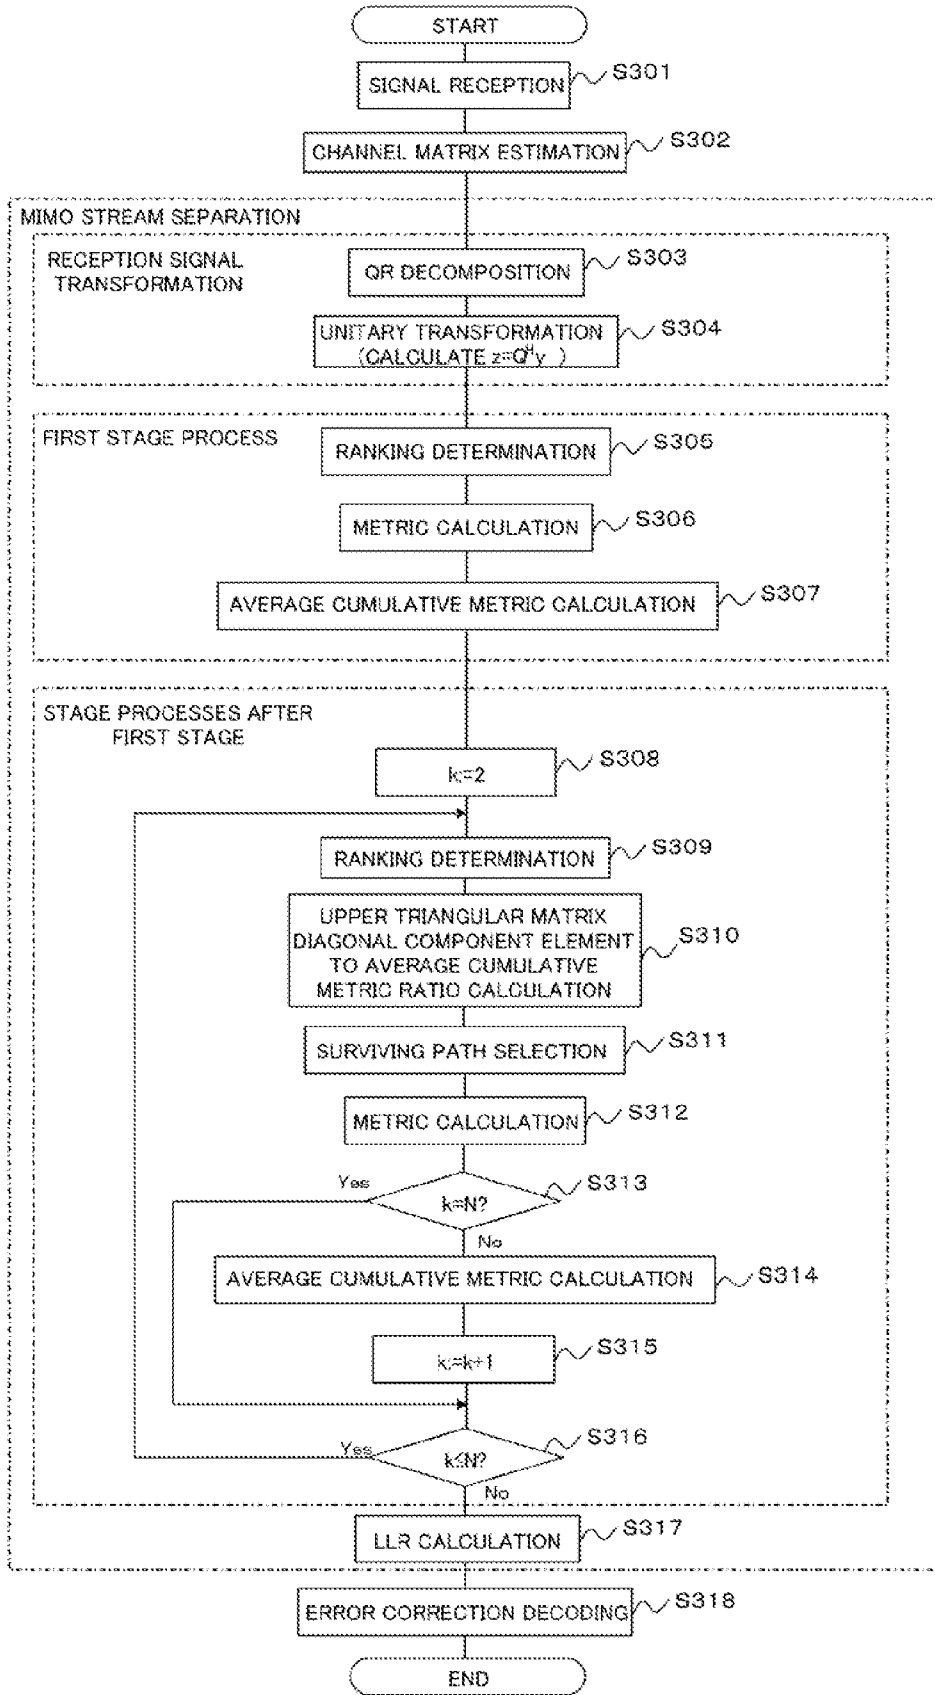 START
SIGNAL RECEPTION
S301
CHANNEL MATRIX ESTIMATION
S302
MIMO STREAM SEPARATION
RECEPTION SIGNAL
TRANSFORMATION
QR DECOMPOSITION
S303
UNITARY TRANSFORMATION
(CALCULATE z=Q^H y )
S304
FIRST STAGE PROCESS
RANKING DETERMINATION
S305
METRIC CALCULATION
S306
AVERAGE CUMULATIVE METRIC CALCULATION
S307
STAGE PROCESSES AFTER
FIRST STAGE
k:=2
S308
RANKING DETERMINATION
S309
UPPER TRIANGULAR MATRIX
DIAGONAL COMPONENT ELEMENT
TO AVERAGE CUMULATIVE
METRIC RATIO CALCULATION
S310
SURVIVING PATH SELECTION
S311
METRIC CALCULATION
S312
Yes
k=N?
S313
No
AVERAGE CUMULATIVE METRIC CALCULATION
S314
k:=k+1
S315
Yes
k≤N?
S316
No
LLR CALCULATION
S317
ERROR CORRECTION DECODING
S318
END